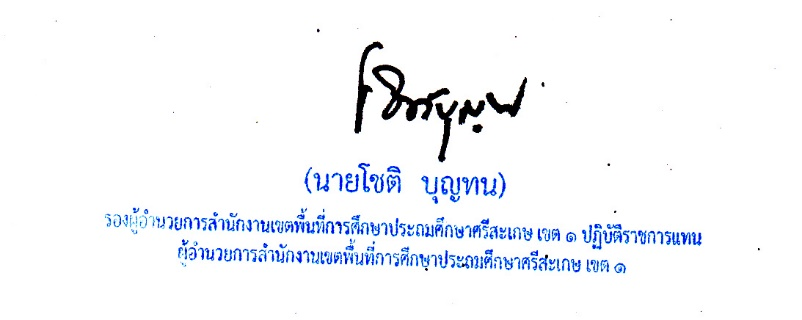 (นายโชติ บุญทน)
รองผู้อำนวยการสำนักงานเขตพื้นที่การศึกษาประถมศึกษาศรีสะเกษ เขต ๑ ปฏิบัติราชการแทน
ผู้อำนวยการสำนักงานเขตพื้นที่การศึกษาประถมศึกษาศรีสะเกษ เขต ๑